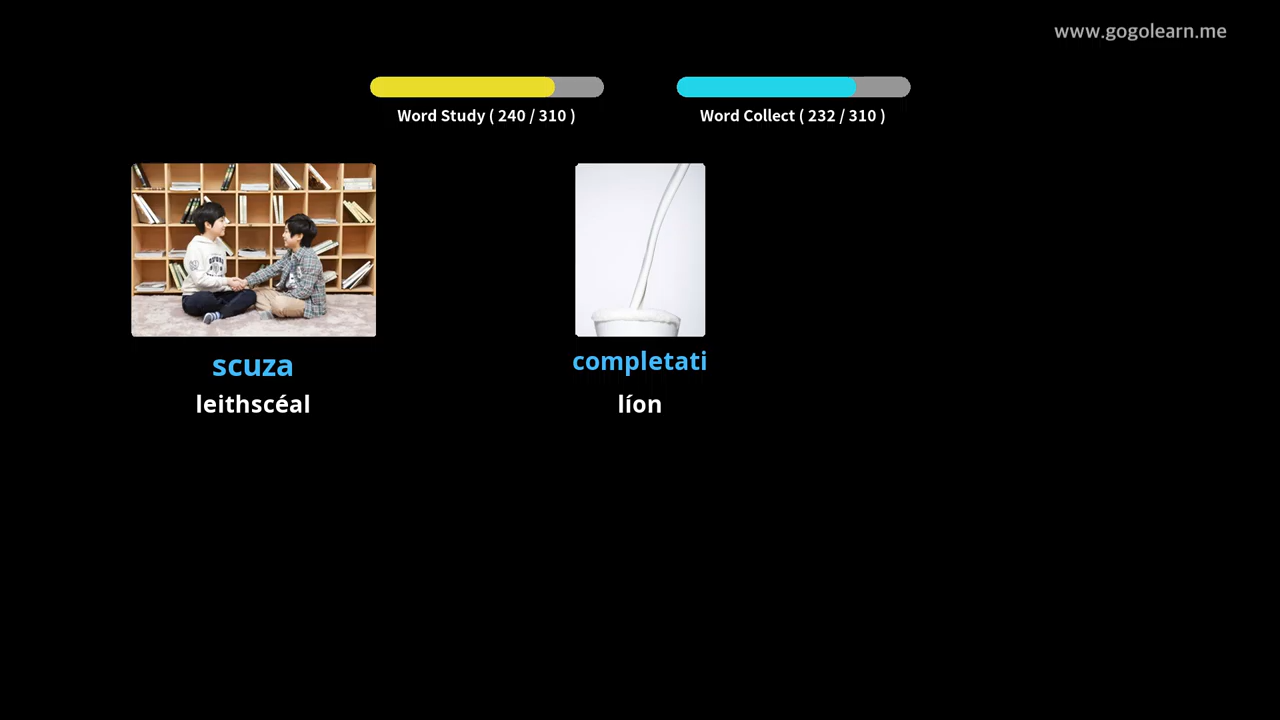 www.gogolearn.me
Word Study ( 240 / 310 )
Word Collect ( 232 / 310 )
scuza
completati
leithscéal
líon